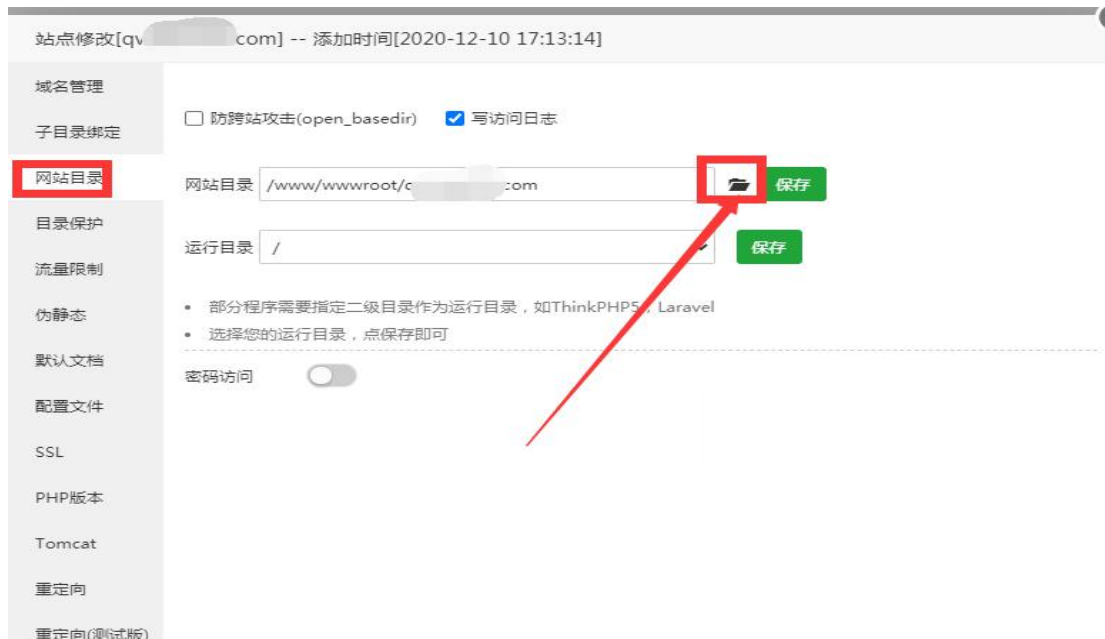 站点修改[qv com] -- 添加时间[2020-12-10 17:13:14]
域名管理
子目录绑定
网站目录
目录保护
流量限制
伪静态
默认文档
配置文件
SSL
PHP版本
Tomcat
重定向
重定向(测试版)
防跨站攻击(open_basedir) 写访问日志
网站目录 /www/wwwroot/ com 保存
运行目录 / 保存
部分程序需要指定二级目录作为运行目录，如ThinkPHP5，Laravel
选择您的运行目录，点保存即可
密码访问